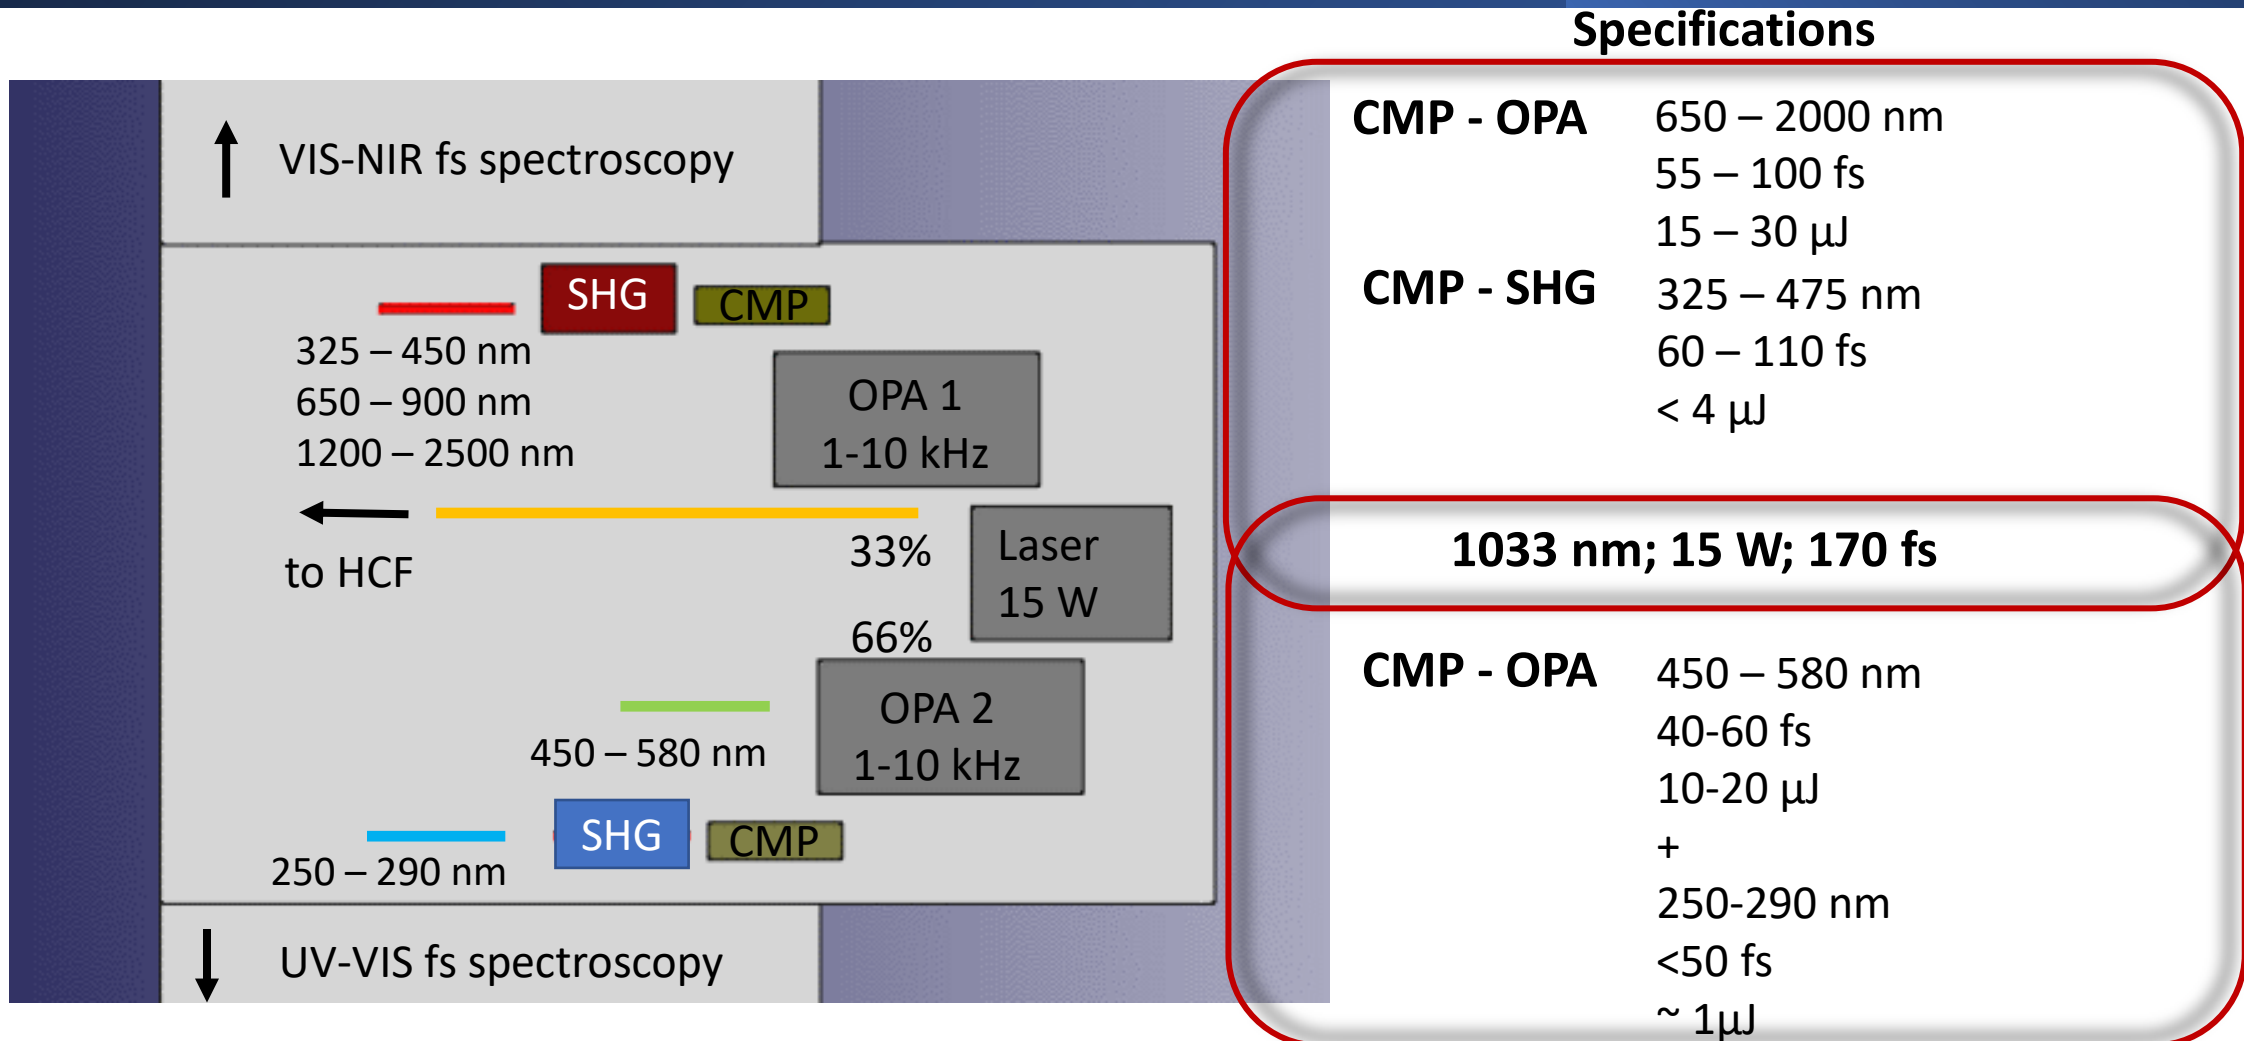 Specifications
VIS-NIR fs spectroscopy
SHG
CMP
325 – 450 nm
650 – 900 nm
1200 – 2500 nm
OPA 1
1-10 kHz
to HCF
33%
Laser
15 W
66%
OPA 2
1-10 kHz
450 – 580 nm
SHG
CMP
250 – 290 nm
UV-VIS fs spectroscopy
CMP - OPA 650 – 2000 nm
55 – 100 fs
15 – 30 µJ
CMP - SHG 325 – 475 nm
60 – 110 fs
< 4 µJ
1033 nm; 15 W; 170 fs
CMP - OPA 450 – 580 nm
40-60 fs
10-20 µJ
+
250-290 nm
<50 fs
~ 1µJ